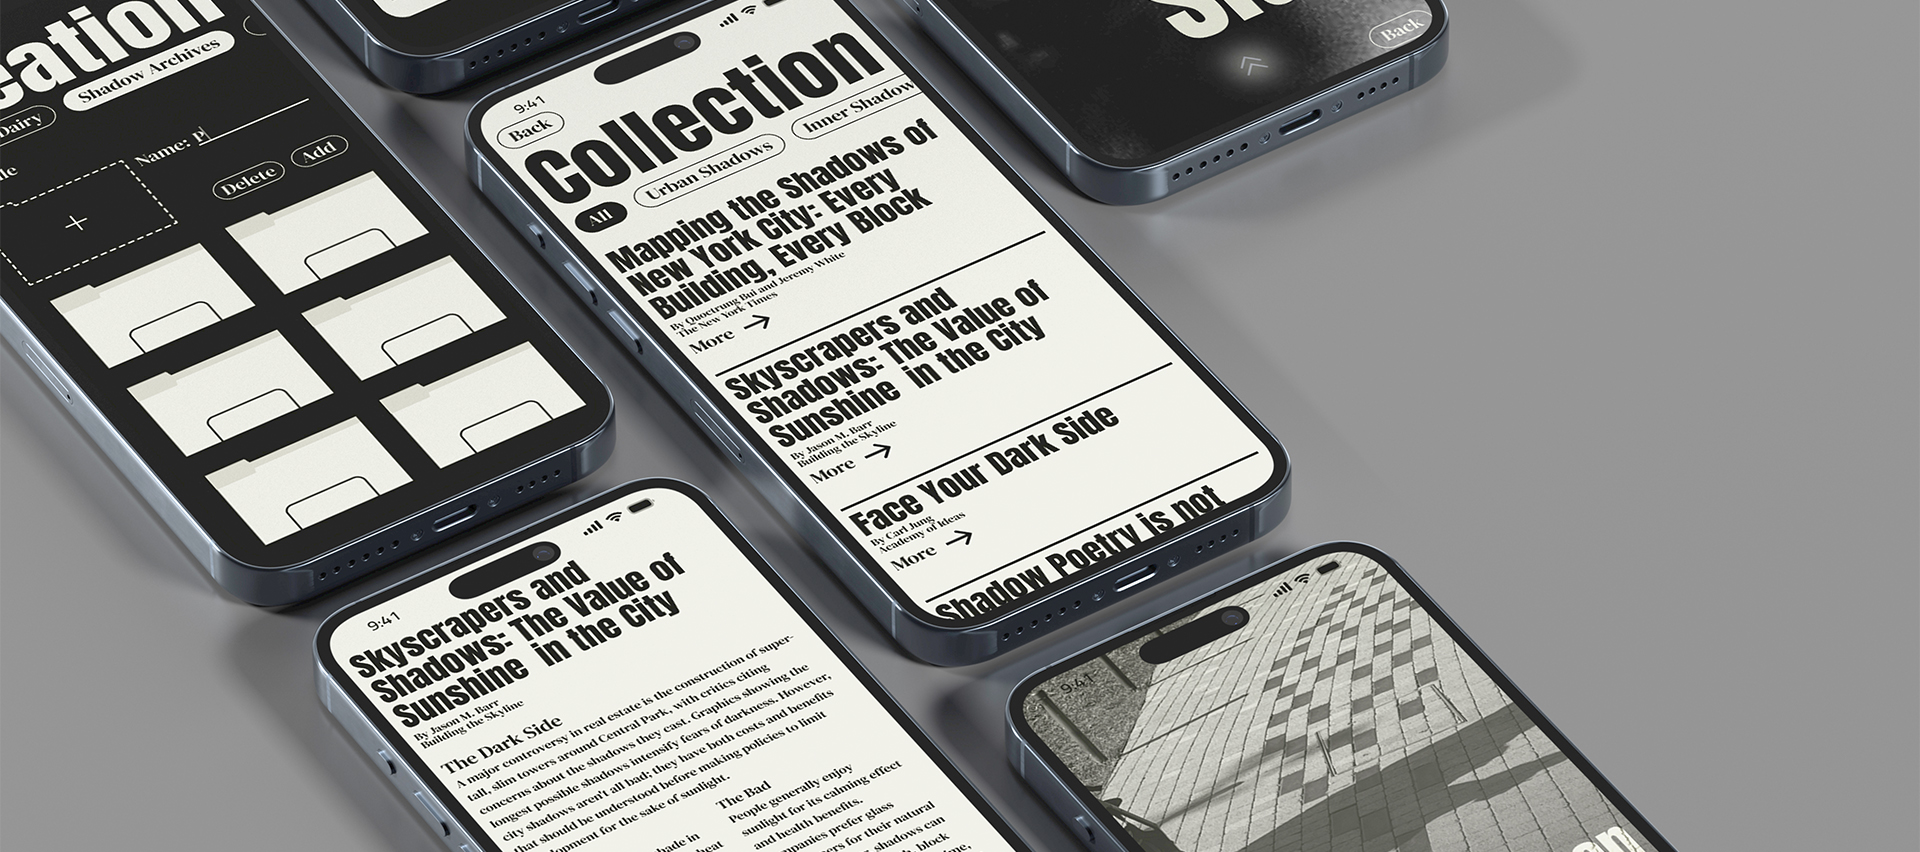 Shadow Archives
Dairy
Name: P
Delete
Add
9:41
Back
Collection
All
Urban Shadows
Inner Shadow
Mapping the Shadows of
New York City: Every
Building, Every Block
By Quoctrung Bui and Jeremy White
The New York Times
More
Skyscrapers and
Shadows: The Value of
Sunshine in the City
By Jason M. Barr
Building the Skyline
More
Face Your Dark Side
By Carl Jung
Academy of Ideas
More
Shadow Poetry is not
Back
9:41
Skyscrapers and
Shadows: The Value of
Sunshine in the City
By Jason M. Barr
Building the Skyline
The Dark Side
A major controversy in real estate is the construction of super-
tall, slim towers around Central Park, with critics citing
concerns about the shadows they cast. Graphics showing the
longest possible shadows intensify fears of darkness. However,
city shadows aren't all bad; they have both costs and benefits
that should be understood before making policies to limit
lopment for the sake of sunlight.
The Bad
People generally enjoy
sunlight for its calming effect
and health benefits.
prefer glass
for their natural
shadows can
block
9:41